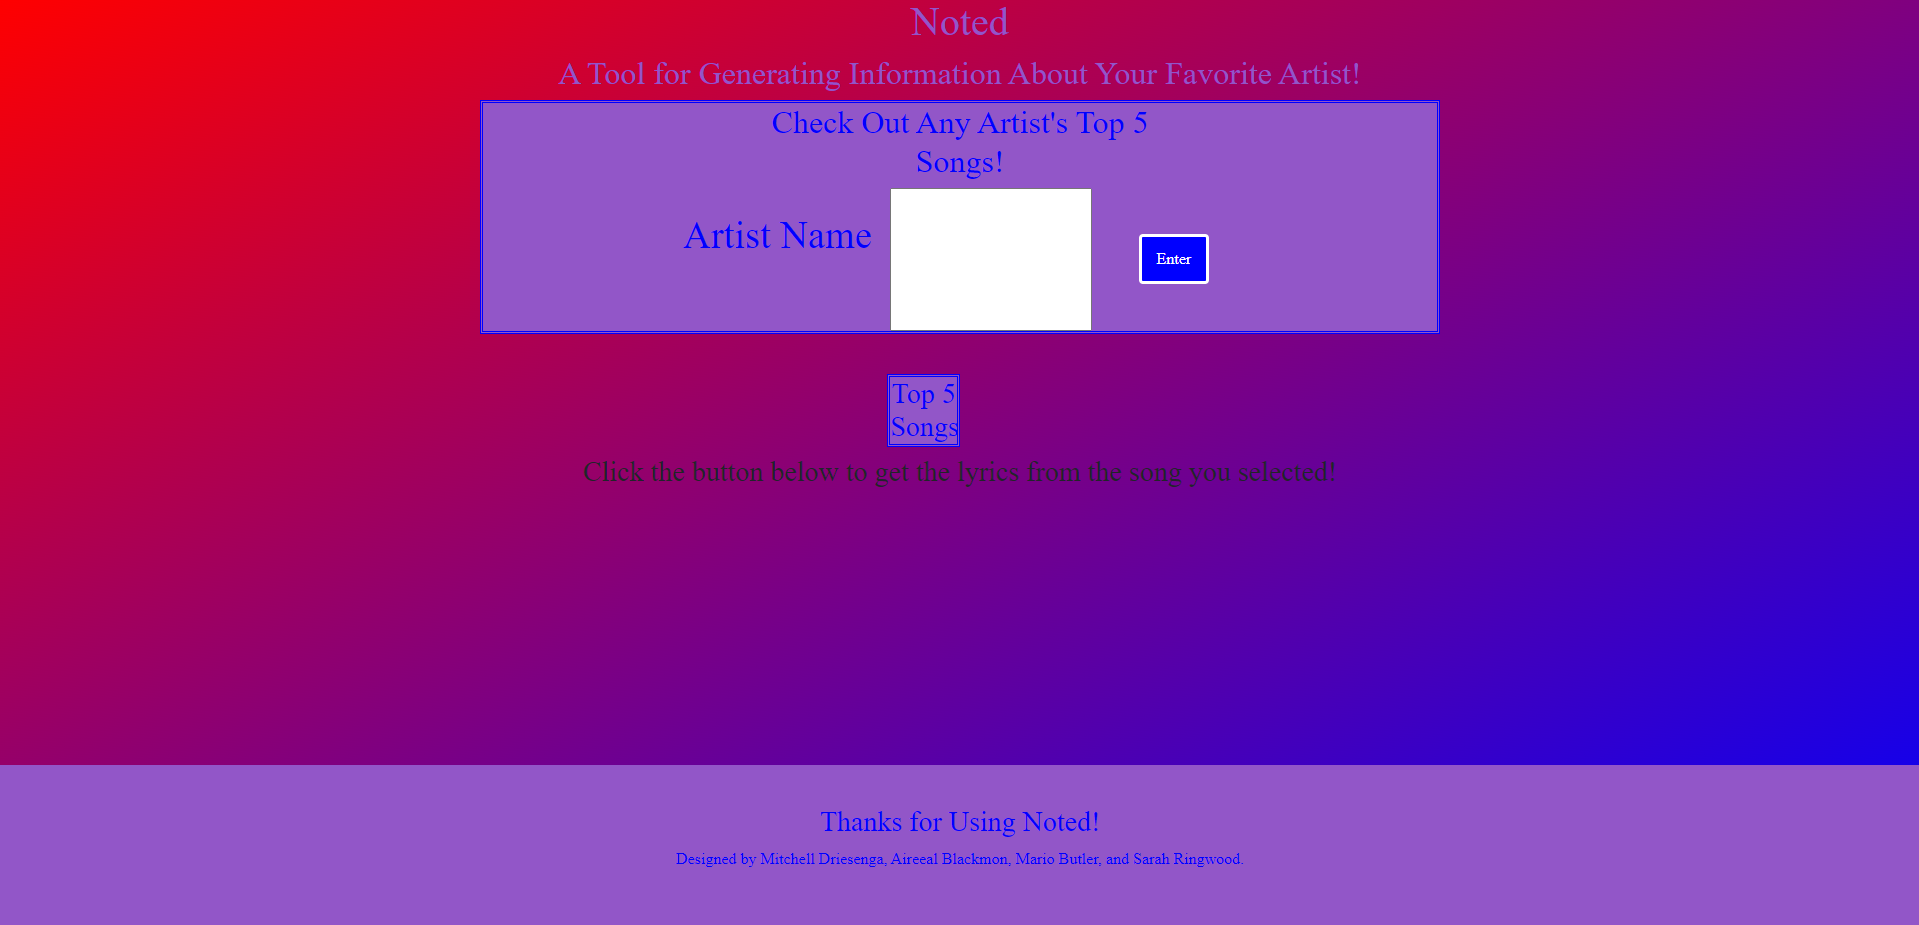 Noted
A Tool for Generating Information About Your Favorite Artist!
Check Out Any Artist's Top 5
Songs!
Artist Name
Enter
Top 5
Songs
Click the button below to get the lyrics from the song you selected!
Thanks for Using Noted!
Designed by Mitchell Driesenga, Aireeal Blackmon, Mario Butler, and Sarah Ringwood.